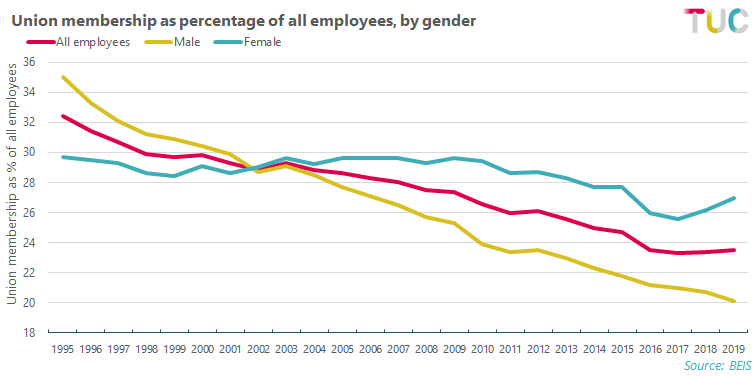 Union membership as percentage of all employees, by gender
TUC
All employees Male Female
Union membership as % of all employees
36
34
32
30
28
26
24
22
20
18
1995 1996 1997 1998 1999 2000 2001 2002 2003 2004 2005 2006 2007 2008 2009 2010 2011 2012 2013 2014 2015 2016 2017 2018 2019
Source: BEIS